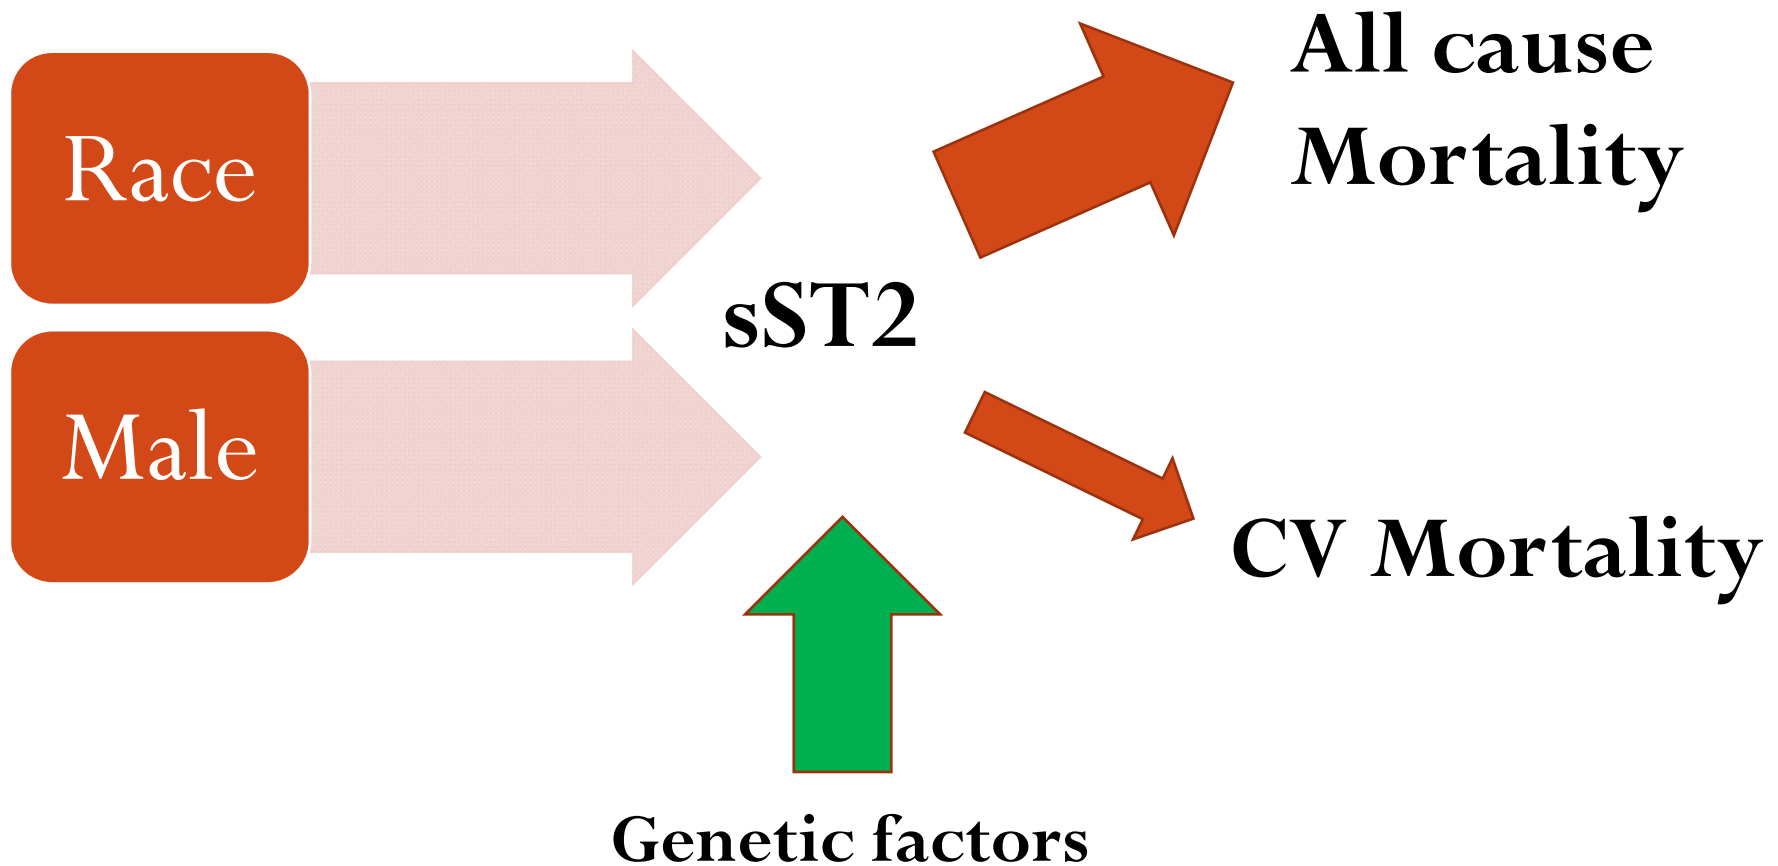 Race
Male
sST2
All cause
Mortality
CV Mortality
Genetic factors